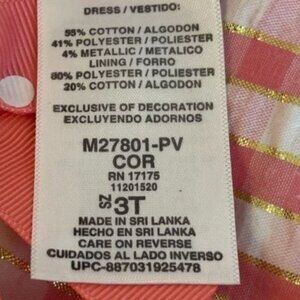 DRESS / VESTIDO:
55% COTTON / ALGODON
41% POLYESTER / POLIESTER
4% METALLIC / METALICO
LINING / FORRO
80% POLYESTER / POLIESTER
20% COTTON / ALGODON
EXCLUSIVE OF DECORATION
EXCLUYENDO ADORNOS
M27801-PV
COR
RN 17175
11201520
SZ 3T
MADE IN SRI LANKA
HECHO EN SRI LANKA
CARE ON REVERSE
CUIDADOS AL LADO INVERSO
UPC-887031925478